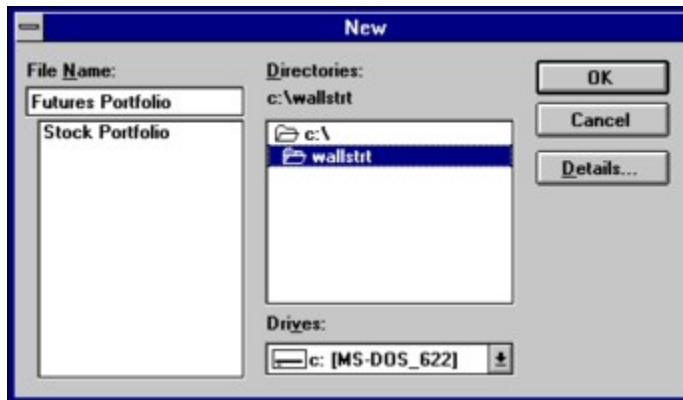 New
File Name:
Futures Portfolio
Stock Portfolio
Directories:
c:\wallstrt
c:\
wallstrt
Drives:
c: [MS-DOS_622]
OK
Cancel
Details...